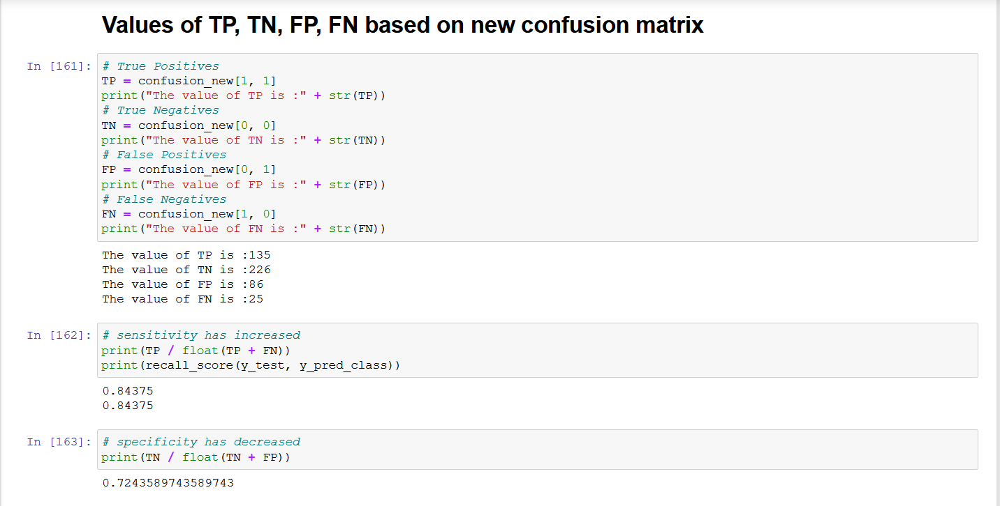 Values of TP, TN, FP, FN based on new confusion matrix
In [161]: # True Positives
TP = confusion_new[1, 1]
print("The value of TP is :" + str(TP))
# True Negatives
TN = confusion_new[0, 0]
print("The value of TN is :" + str(TN))
# False Positives
FP = confusion_new[0, 1]
print("The value of FP is :" + str(FP))
# False Negatives
FN = confusion_new[1, 0]
print("The value of FN is :" + str(FN))
The value of TP is :135
The value of TN is :226
The value of FP is :86
The value of FN is :25
In [162]: # sensitivity has increased
print(TP / float(TP + FN))
print(recall_score(y_test, y_pred_class))
0.84375
0.84375
In [163]: # specificity has decreased
print(TN / float(TN + FP))
0.7243589743589743